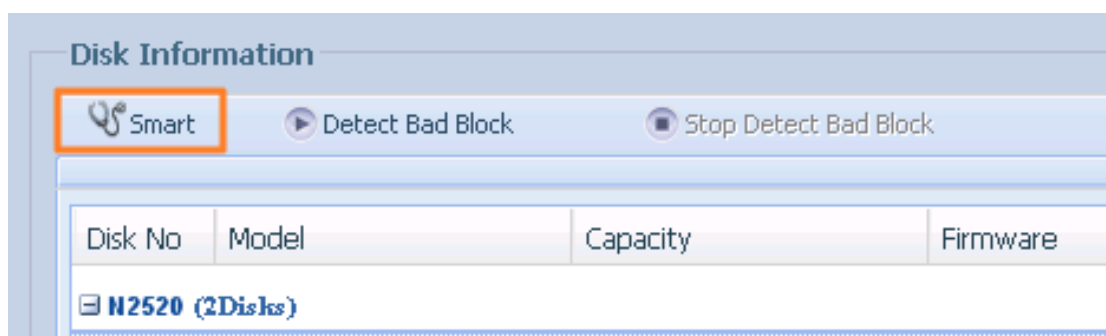 Disk Information
Smart Detect Bad Block Stop Detect Bad Block
Disk No Model Capacity Firmware
N2520 (2Disks)